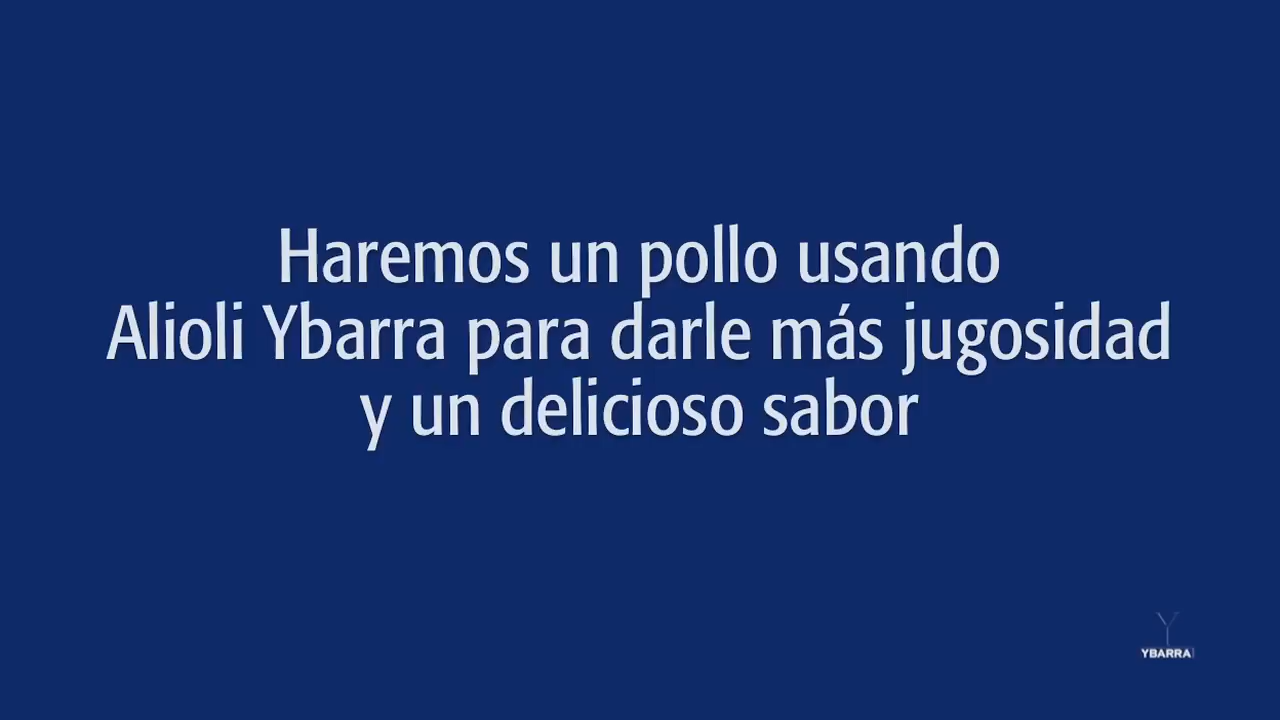 Haremos un pollo usando
Alioli Ybarra para darle más jugosidad
y un delicioso sabor
Y
YBARRA